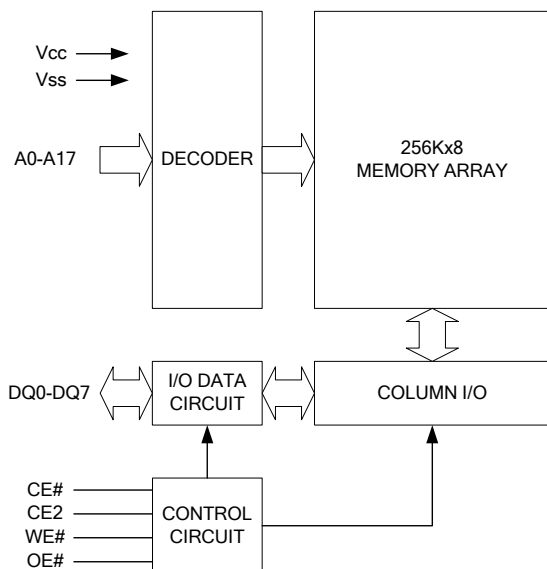 Vcc
Vss
A0-A17
DECODER
256Kx8
MEMORY ARRAY
DQ0-DQ7
I/O DATA
CIRCUIT
COLUMN I/O
CE#
CE2
WE#
OE#
CONTROL
CIRCUIT